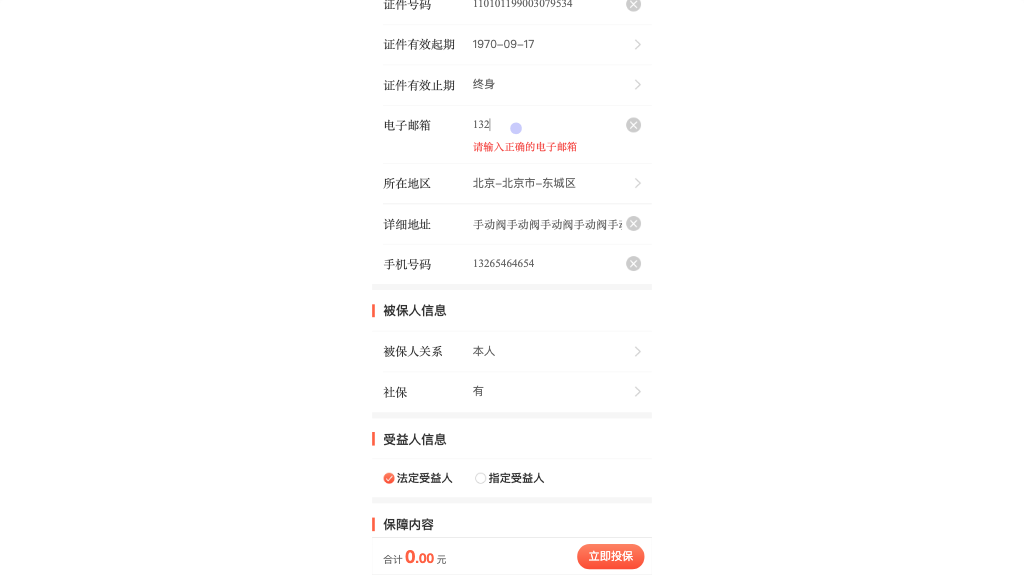 证件号码 110101199003079534
证件有效起期 1970-09-17
证件有效止期 终身
电子邮箱 132
请输入正确的电子邮箱
所在地区 北京-北京市-东城区
详细地址 手动阀手动阀手动阀手动阀手动
手机号码 13265464654
被保人信息
被保人关系 本人
社保 有
受益人信息
法定受益人 指定受益人
保障内容
合计 0.00 元 立即投保